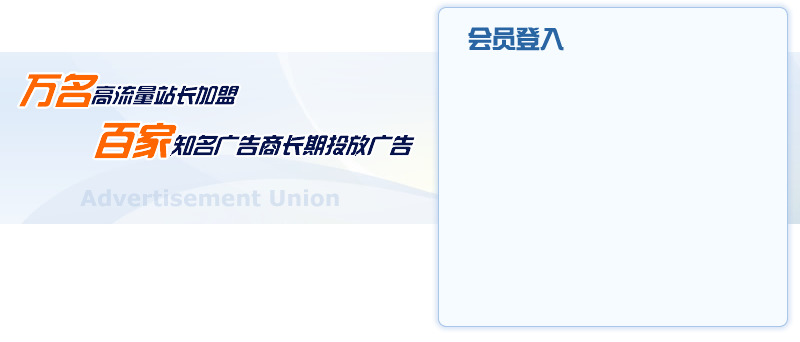 会员登入
万名高流量站长加盟
百家知名广告商长期投放广告
Advertisement Union